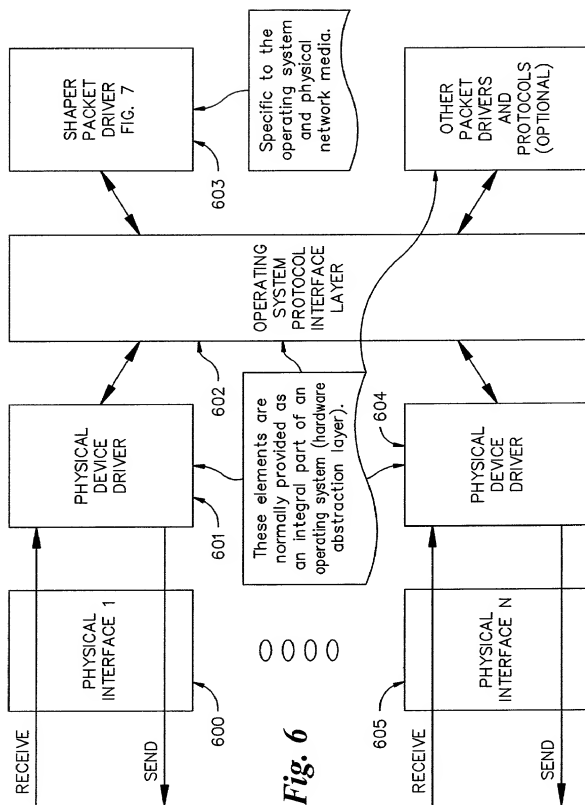 RECEIVE
SEND
PHYSICAL
INTERFACE 1
600
PHYSICAL
DEVICE
DRIVER
601
OPERATING
SYSTEM
PROTOCOL
INTERFACE
LAYER
602
SHAPER
PACKET
DRIVER
FIG. 7
603
Specific to the
operating system
and physical
network media.
These elements are
normally provided as
an integral part of an
operating system (hardware
abstraction layer).
Fig. 6
RECEIVE
SEND
PHYSICAL
INTERFACE N
605
PHYSICAL
DEVICE
DRIVER
604
OTHER
PACKET
DRIVERS
AND
PROTOCOLS
(OPTIONAL)